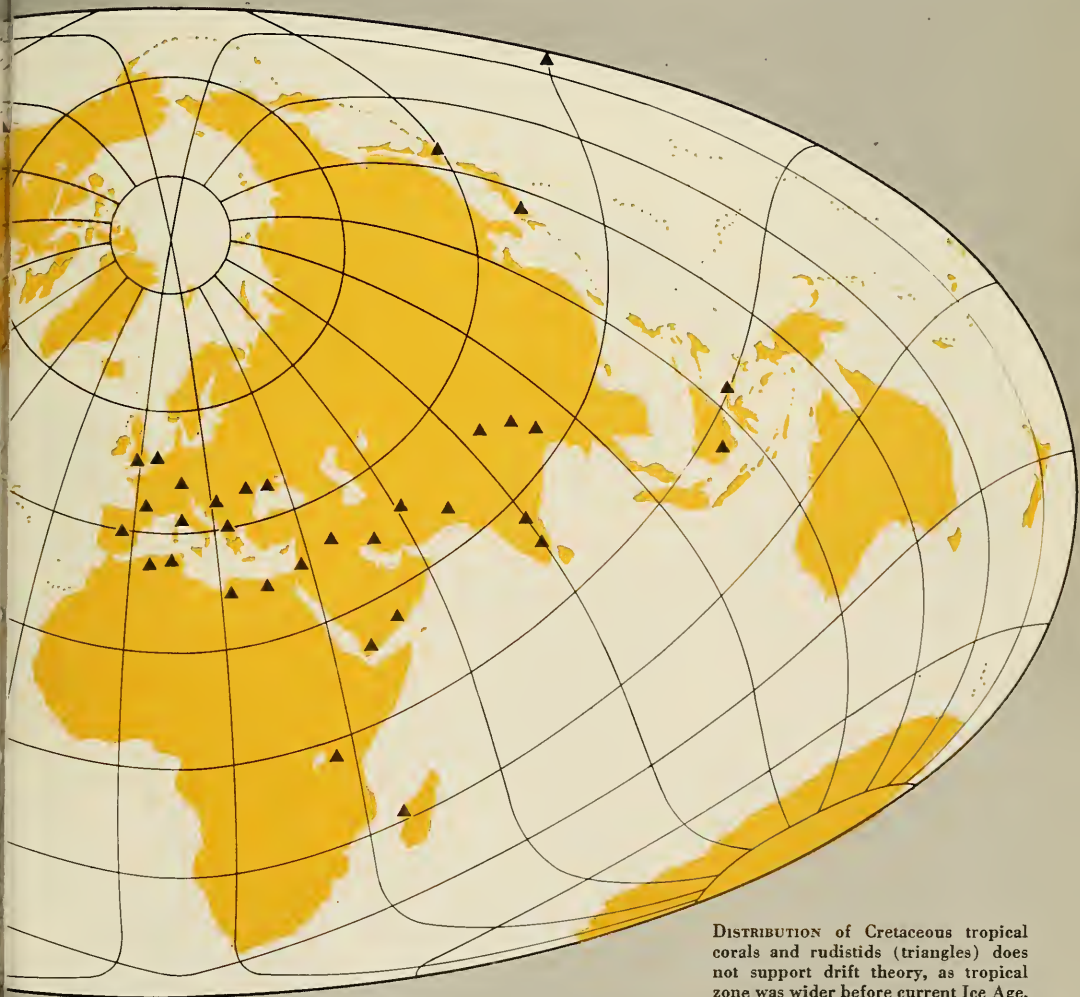 DISTRIBUTION of Cretaceous tropical
corals and rudistids (triangles) does
not support drift theory, as tropical
zone was wider before current Ice Age.